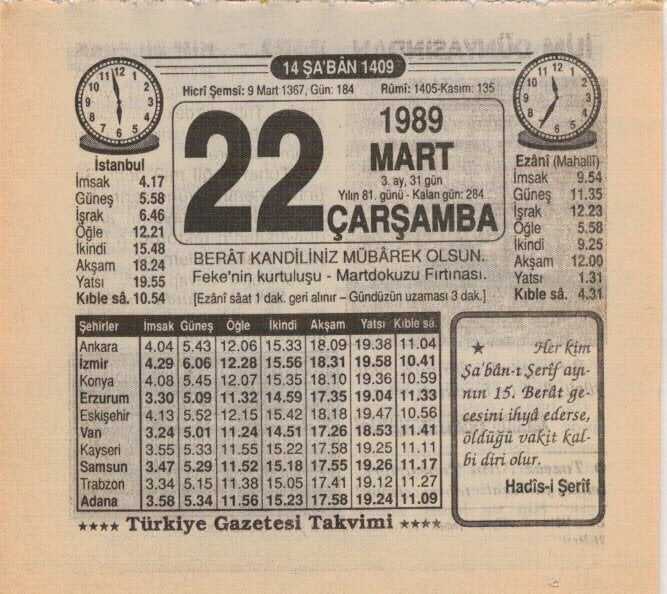 14 ŞA'BÂN 1409
Hicrî Şemsî: 9 Mart 1367, Gün: 184 Rûmî: 1405-Kasım: 135
22
1989
MART
3. ay, 31 gün
Yılın 81. günü - Kalan gün: 284
ÇARŞAMBA
BERÂT KANDİLİNİZ MÜBÂREK OLSUN.
Feke'nin kurtuluşu - Martdokuzu Fırtınası.
[Ezânî sâat 1 dak. geri alınır – Gündüzün uzaması 3 dak.]
İstanbul
İmsak 4.17
Güneş 5.58
İşrak 6.46
Öğle 12.21
İkindi 15.48
Akşam 18.24
Yatsı 19.55
Kıble sâ. 10.54
Ezânî (Mahallî)
İmsak 9.54
Güneş 11.35
İşrak 12.23
Öğle 5.58
İkindi 9.25
Akşam 12.00
Yatsı 1.31
Kıble sâ. 4.31
Şehirler İmsak Güneş Öğle İkindi Akşam Yatsı Kıble sâ.
Ankara 4.04 5.43 12.06 15.33 18.09 19.38 11.04
İzmir 4.29 6.06 12.28 15.56 18.31 19.58 10.41
Konya 4.08 5.45 12.07 15.35 18.10 19.36 10.59
Erzurum 3.30 5.09 11.32 14.59 17.35 19.04 11.33
Eskişehir 4.13 5.52 12.15 15.42 18.18 19.47 10.56
Van 3.24 5.01 11.24 14.51 17.26 18.53 11.41
Kayseri 3.55 5.33 11.55 15.22 17.58 19.25 11.11
Samsun 3.47 5.29 11.52 15.18 17.55 19.26 11.17
Trabzon 3.34 5.15 11.38 15.05 17.41 19.12 11.27
Adana 3.58 5.34 11.56 15.23 17.58 19.24 11.09
★★★★ Türkiye Gazetesi Takvimi ★★★★
★ Her kim
Şa'bân-ı Şerîf ayı-
nın 15. Berât ge-
cesini ihyâ ederse,
öldüğü vakit kal-
bi diri olur.
Hadîs-i Şerîf